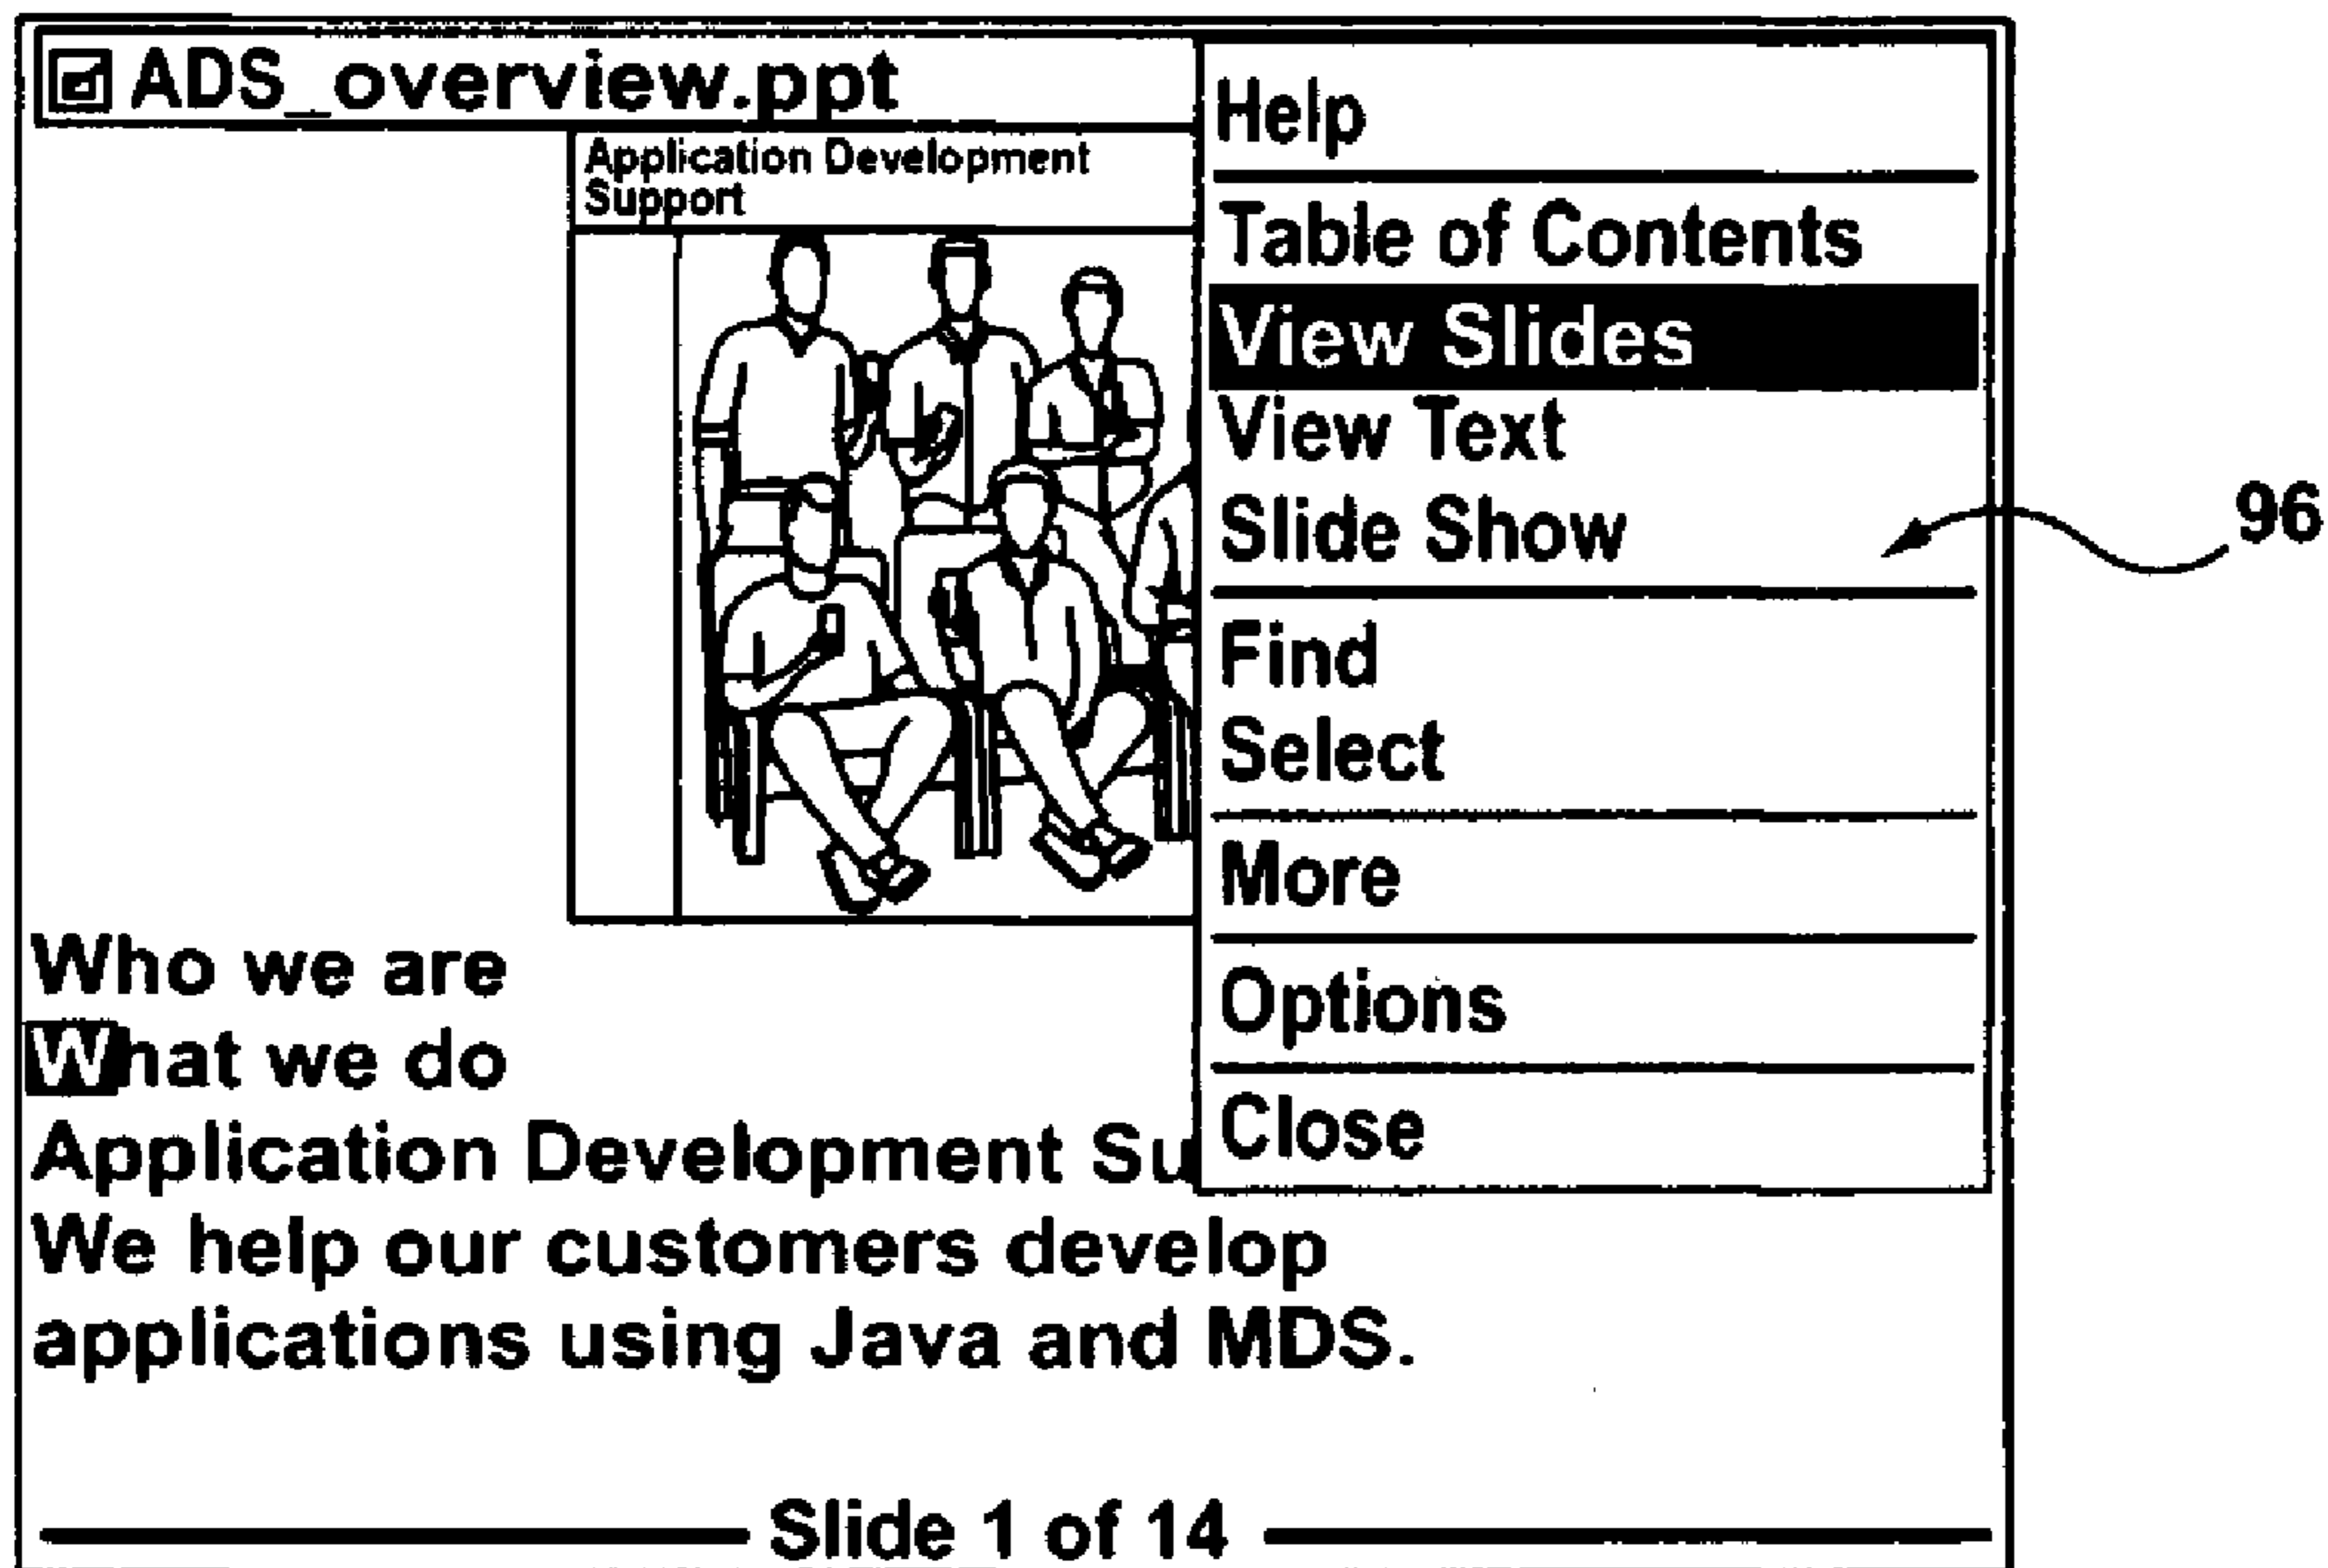 ADS_overview.ppt
Application Development
Support
Help
Table of Contents
View Slides
View Text
Slide Show
Find
Select
More
Options
Close
96
Who we are
What we do
Application Development Su
We help our customers develop
applications using Java and MDS.
Slide 1 of 14